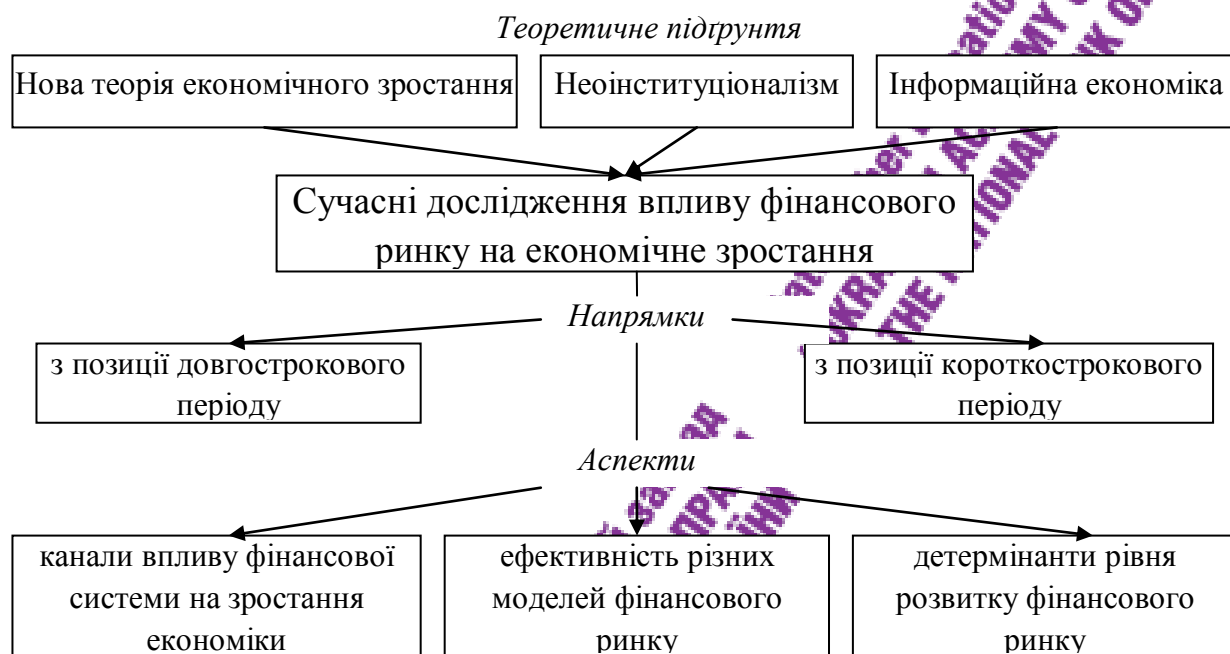 Теоретичне підґрунтя
Нова теорія економічного зростання
Неоінституціоналізм
Інформаційна економіка
Сучасні дослідження впливу фінансового
ринку на економічне зростання
Напрямки
з позиції довгострокового
періоду
з позиції короткострокового
періоду
Аспекти
канали впливу фінансової
системи на зростання
економіки
ефективність різних
моделей фінансового
ринку
детермінанти рівня
розвитку фінансового
ринку